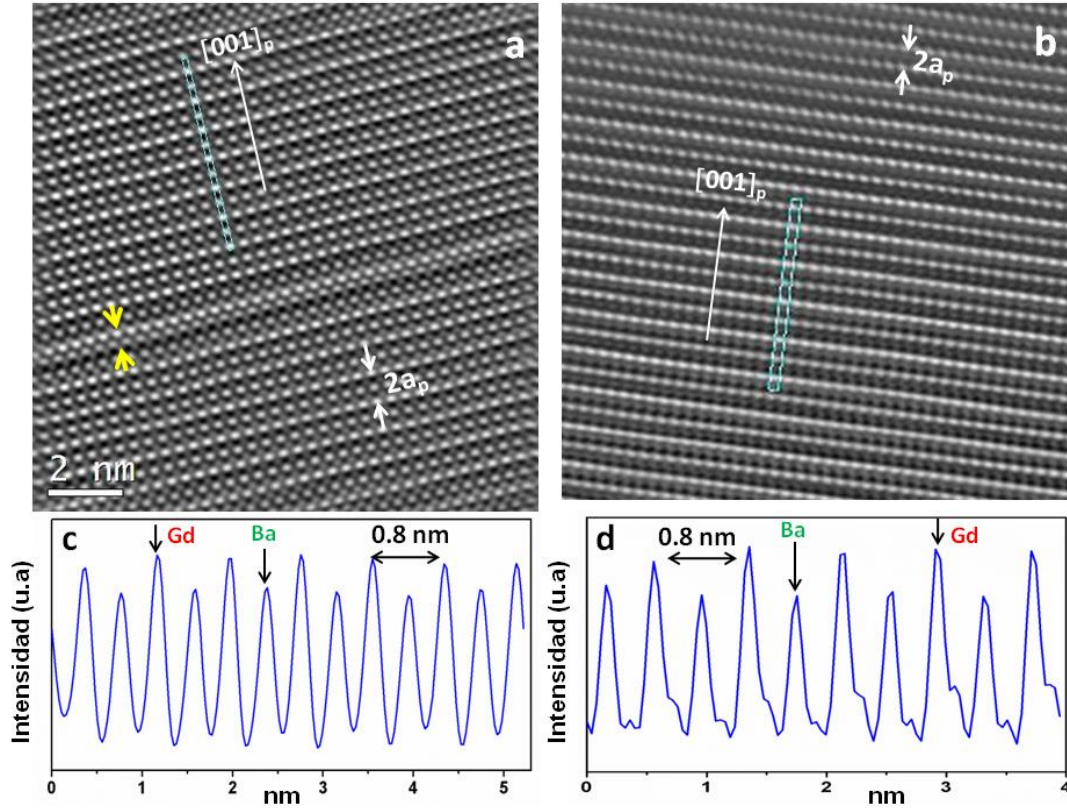 a
[001]p
2ap
2 nm
b
2ap
[001]p
c
Gd
Ba
0.8 nm
Intensidad (u.a)
0 1 2 3 4 5
nm
d
0.8 nm
Ba
Gd
Intensidad (u.a)
0 1 2 3 4
nm